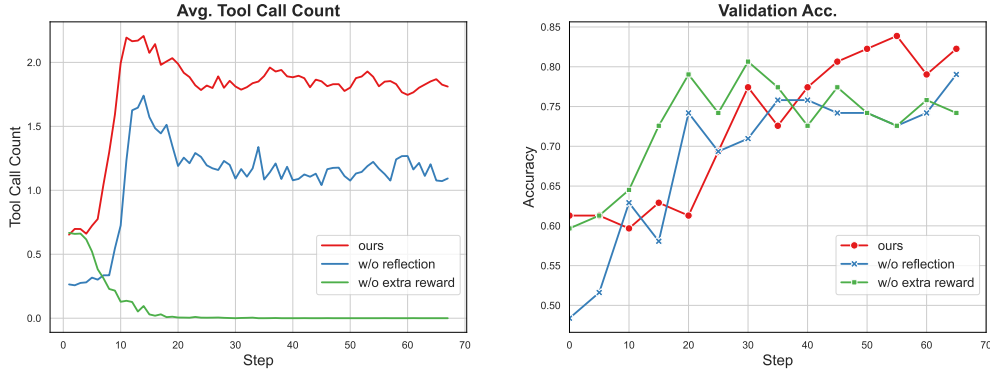 Avg. Tool Call Count
Tool Call Count
2.0
1.5
1.0
0.5
0.0
ours
w/o reflection
w/o extra reward
0 10 20 30 40 50 60 70
Step
Validation Acc.
Accuracy
0.85
0.80
0.75
0.70
0.65
0.60
0.55
0.50
ours
w/o reflection
w/o extra reward
0 10 20 30 40 50 60 70
Step